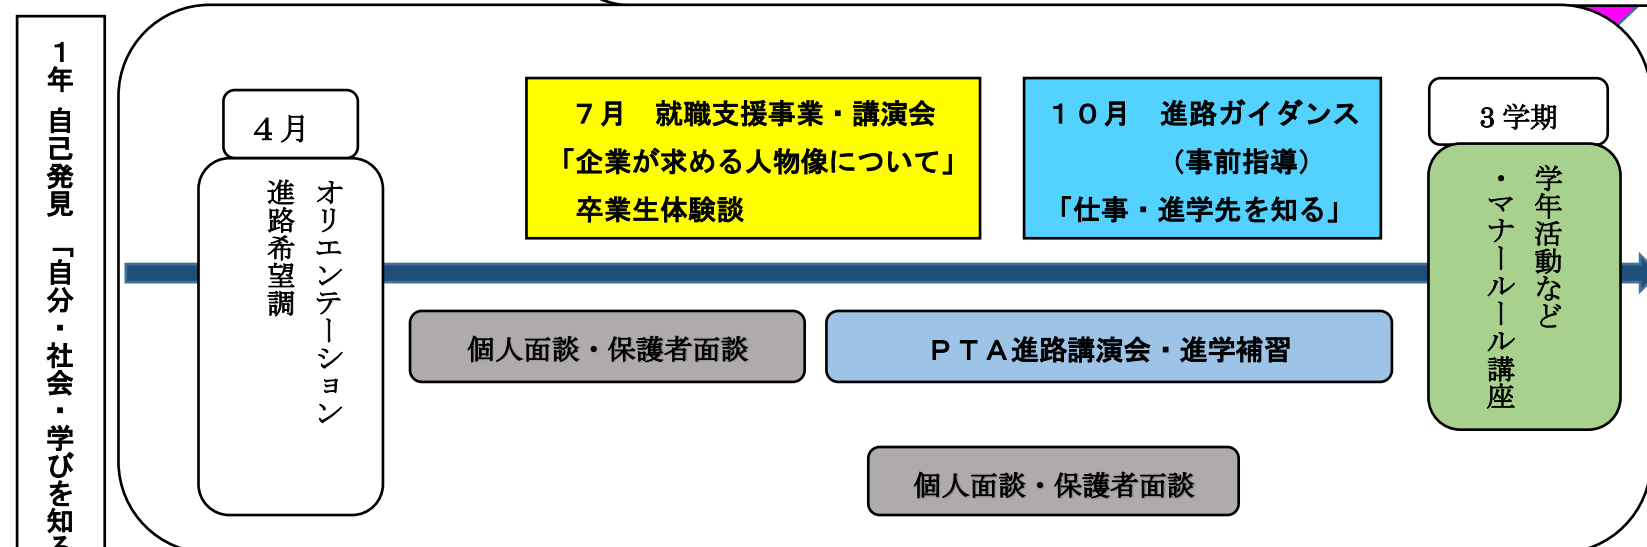 １年 自己発見 「自分・社会・学びを知る
４月
オリエンテーション
進路希望調
７月　就職支援事業・講演会
「企業が求める人物像について」
卒業生体験談
１０月　進路ガイダンス
（事前指導）
「仕事・進学先を知る」
３学期
学年活動など
・マナールール講座
個人面談・保護者面談
ＰＴＡ進路講演会・進学補習
個人面談・保護者面談